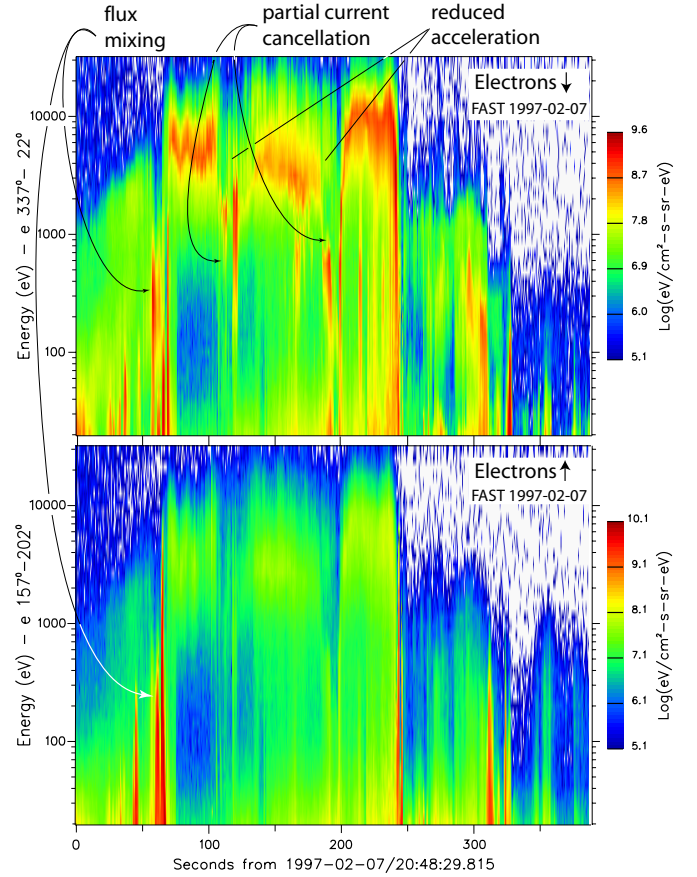 flux
mixing
partial current
cancellation
reduced
acceleration
Electrons ↓
FAST 1997-02-07
10000
1000
100
Energy (eV) − e 337°− 22°
9.6
8.7
7.8
6.9
6.0
5.1
Log(eV/cm²−s−sr−eV)
Electrons ↑
FAST 1997-02-07
10000
1000
100
Energy (eV) − e 157°−202°
10.1
9.1
8.1
7.1
6.1
5.1
Log(eV/cm²−s−sr−eV)
0 100 200 300
Seconds from 1997−02−07/20:48:29.815